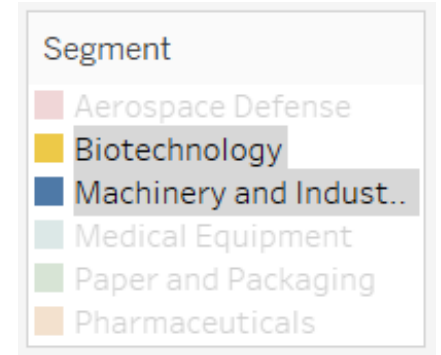 Segment
Aerospace Defense
Biotechnology
Machinery and Indust..
Medical Equipment
Paper and Packaging
Pharmaceuticals